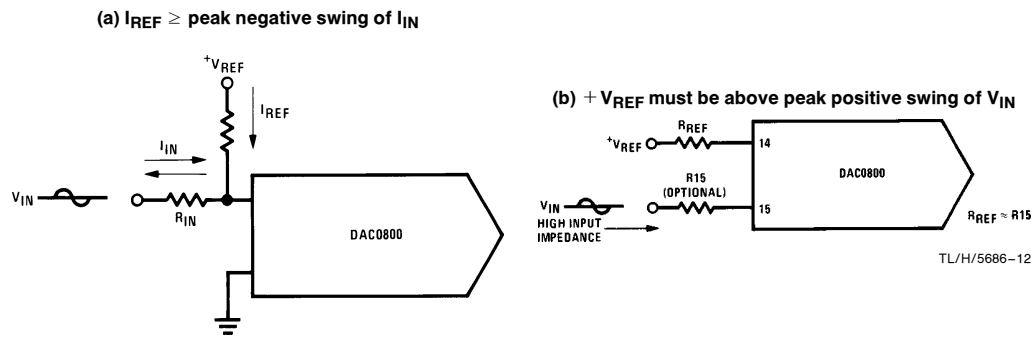 (a) IREF ≥ peak negative swing of IIN
+VREF
IREF
IIN
VIN
RIN
DAC0800
(b) + VREF must be above peak positive swing of VIN
+VREF
RREF
14
DAC0800
R15
(OPTIONAL)
VIN
HIGH INPUT
IMPEDANCE
15
RREF ≈ R15
TL/H/5686–12